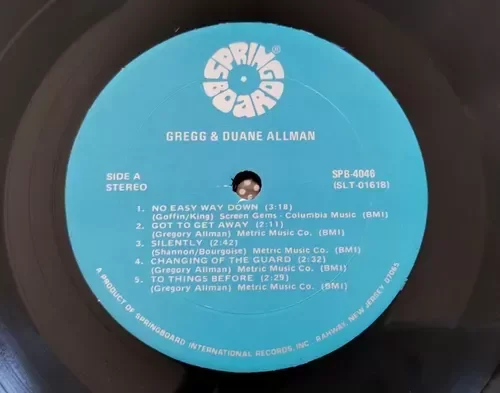 SPRING
BOARD ®
GREGG & DUANE ALLMAN
SIDE A
STEREO
SPB-4046
(SLT-01618)
1. NO EASY WAY DOWN (3:18)
(Goffin/King) Screen Gems - Columbia Music (BMI)
2. GOT TO GET AWAY (2:11)
(Gregory Allman) Metric Music Co. (BMI)
3. SILENTLY (2:42)
(Shannon/Bourgoise) Metric Music Co. (BMI)
4. CHANGING OF THE GUARD (2:32)
(Gregory Allman) Metric Music Co. (BMI)
5. TO THINGS BEFORE (2:29)
(Gregory Allman) Metric Music Co. (BMI)
A PRODUCT OF SPRINGBOARD INTERNATIONAL RECORDS, INC. RAHWAY, NEW JERSEY 07065